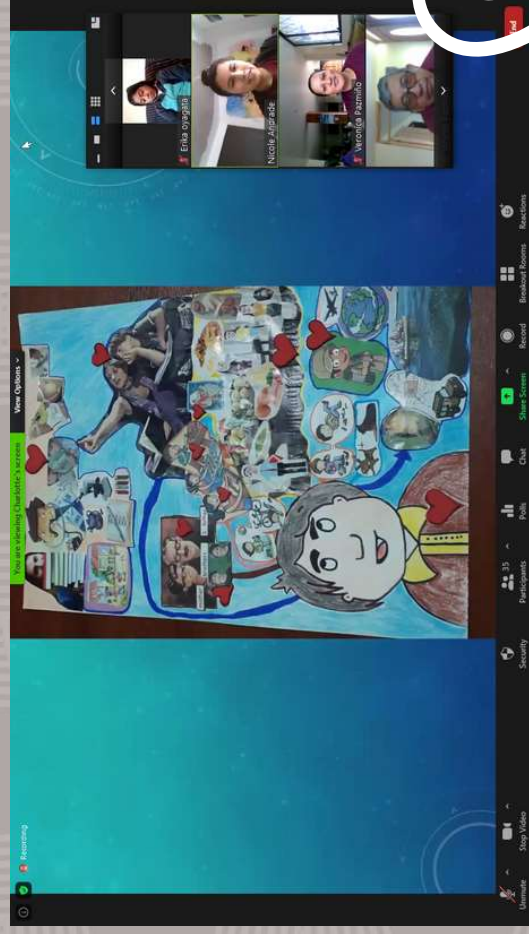 Recording
You are viewing Charlotte's screen
View Options
Erika oyagata
Nicole Andrade
Veronica Pazmiño
Unmute
Stop Video
Security
Participants
35
Polls
Chat
Share Screen
Record
Breakout Rooms
Reactions
End